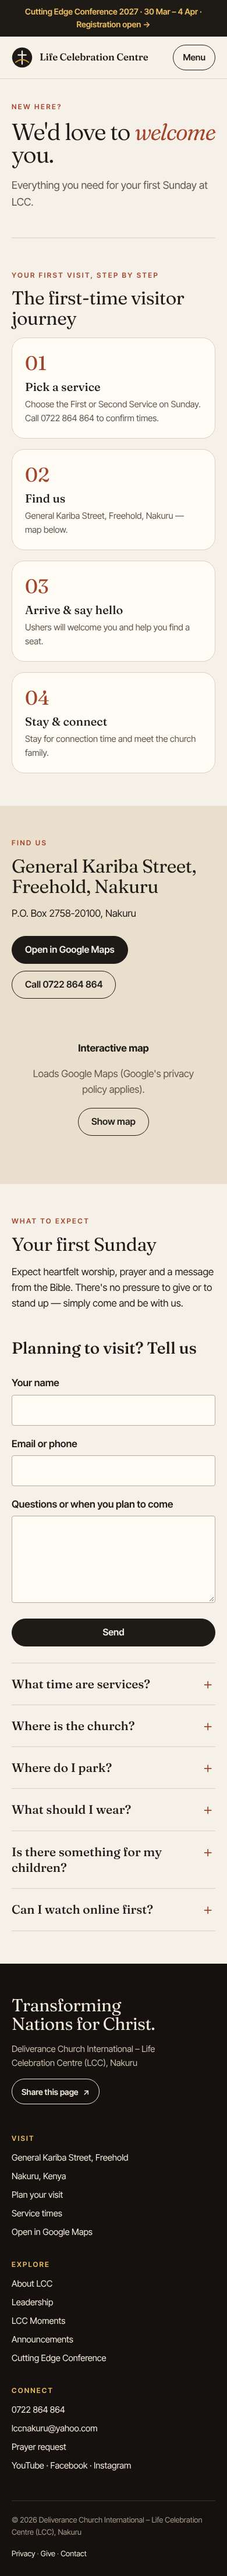 Cutting Edge Conference 2027 · 30 Mar – 4 Apr ·
Registration open →
Life Celebration Centre
Menu
NEW HERE?
We'd love to welcome
you.
Everything you need for your first Sunday at
LCC.
YOUR FIRST VISIT, STEP BY STEP
The first-time visitor
journey
01
Pick a service
Choose the First or Second Service on Sunday.
Call 0722 864 864 to confirm times.
02
Find us
General Kariba Street, Freehold, Nakuru —
map below.
03
Arrive & say hello
Ushers will welcome you and help you find a
seat.
04
Stay & connect
Stay for connection time and meet the church
family.
FIND US
General Kariba Street,
Freehold, Nakuru
P.O. Box 2758-20100, Nakuru
Open in Google Maps
Call 0722 864 864
Interactive map
Loads Google Maps (Google's privacy
policy applies).
Show map
WHAT TO EXPECT
Your first Sunday
Expect heartfelt worship, prayer and a message
from the Bible. There's no pressure to give or to
stand up — simply come and be with us.
Planning to visit? Tell us
Your name
Email or phone
Questions or when you plan to come
Send
What time are services? +
Where is the church? +
Where do I park? +
What should I wear? +
Is there something for my +
children?
Can I watch online first? +
Transforming
Nations for Christ.
Deliverance Church International – Life
Celebration Centre (LCC), Nakuru
Share this page ↗
VISIT
General Kariba Street, Freehold
Nakuru, Kenya
Plan your visit
Service times
Open in Google Maps
EXPLORE
About LCC
Leadership
LCC Moments
Announcements
Cutting Edge Conference
CONNECT
0722 864 864
lccnakuru@yahoo.com
Prayer request
YouTube · Facebook · Instagram
© 2026 Deliverance Church International – Life Celebration
Centre (LCC), Nakuru
Privacy · Give · Contact